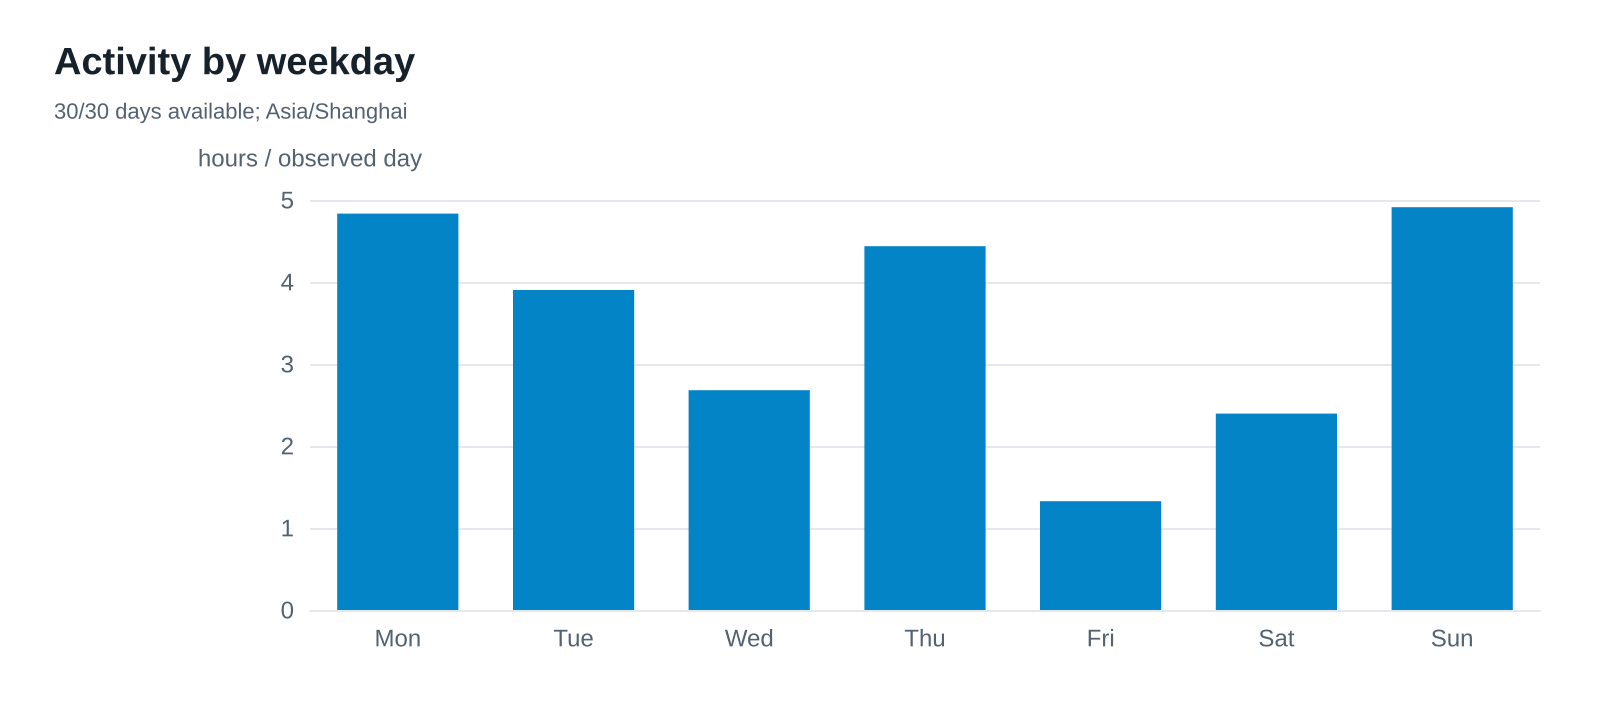 Activity by weekday
30/30 days available; Asia/Shanghai
hours / observed day
5
4
3
2
1
0
Mon Tue Wed Thu Fri Sat Sun